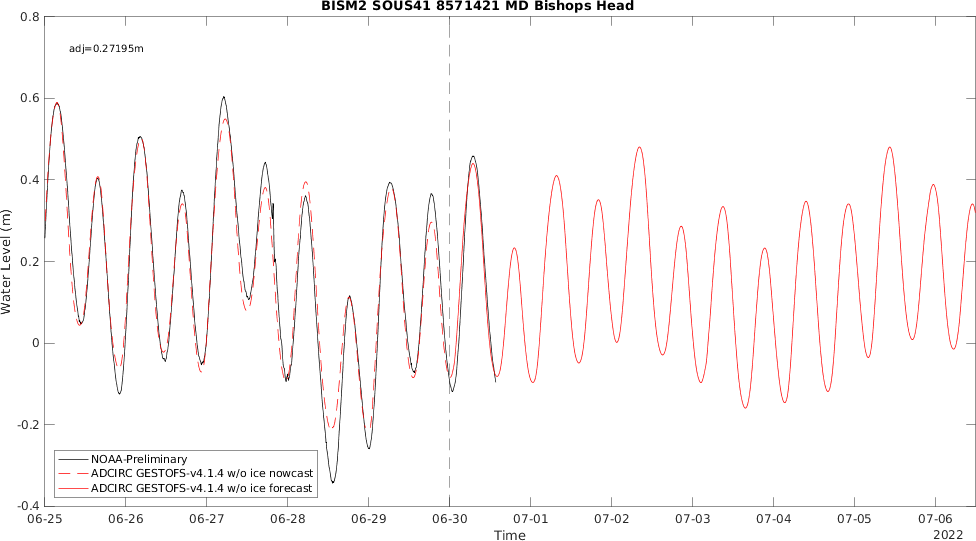 BISM2 SOUS41 8571421 MD Bishops Head
adj=0.27195m
Water Level (m)
0.8
0.6
0.4
0.2
0
-0.2
-0.4
NOAA-Preliminary
ADCIRC GESTOFS-v4.1.4 w/o ice nowcast
ADCIRC GESTOFS-v4.1.4 w/o ice forecast
06-25 06-26 06-27 06-28 06-29 06-30 07-01 07-02 07-03 07-04 07-05 07-06
Time
2022